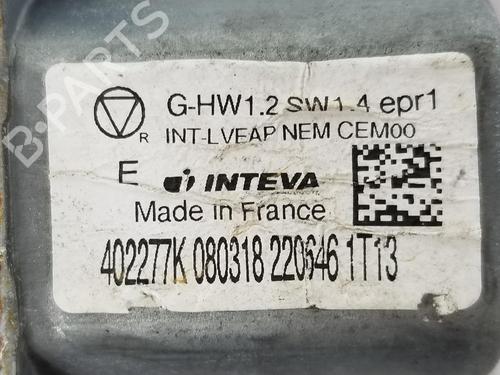 B-PARTS
G-HW1.2 SW1.4 epr1
R INT-LVEAP NEM CEM00
E INTEVA
Made in France
402277K 080318 220646 1T13